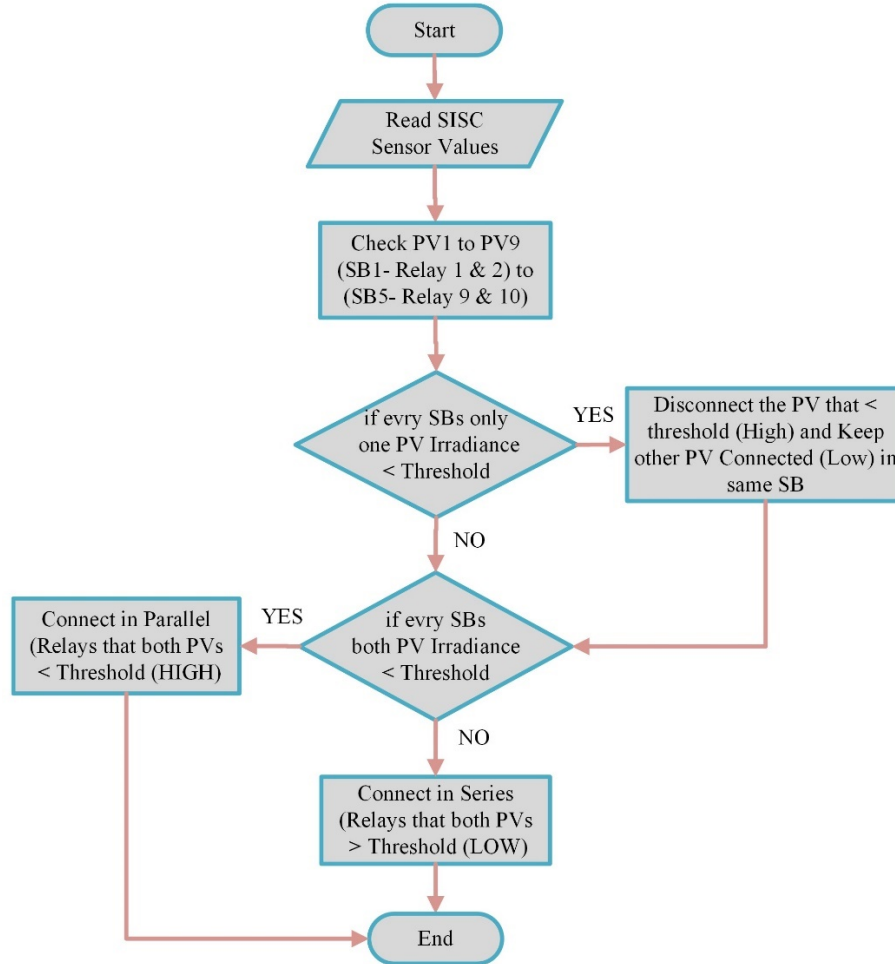 Start
Read SISC
Sensor Values
Check PV1 to PV9
(SB1- Relay 1 & 2) to
(SB5- Relay 9 & 10)
if evry SBs only
one PV Irradiance
< Threshold
YES
Disconnect the PV that <
threshold (High) and Keep
other PV Connected (Low) in
same SB
NO
if evry SBs
both PV Irradiance
< Threshold
YES
Connect in Parallel
(Relays that both PVs
< Threshold (HIGH)
NO
Connect in Series
(Relays that both PVs
> Threshold (LOW)
End